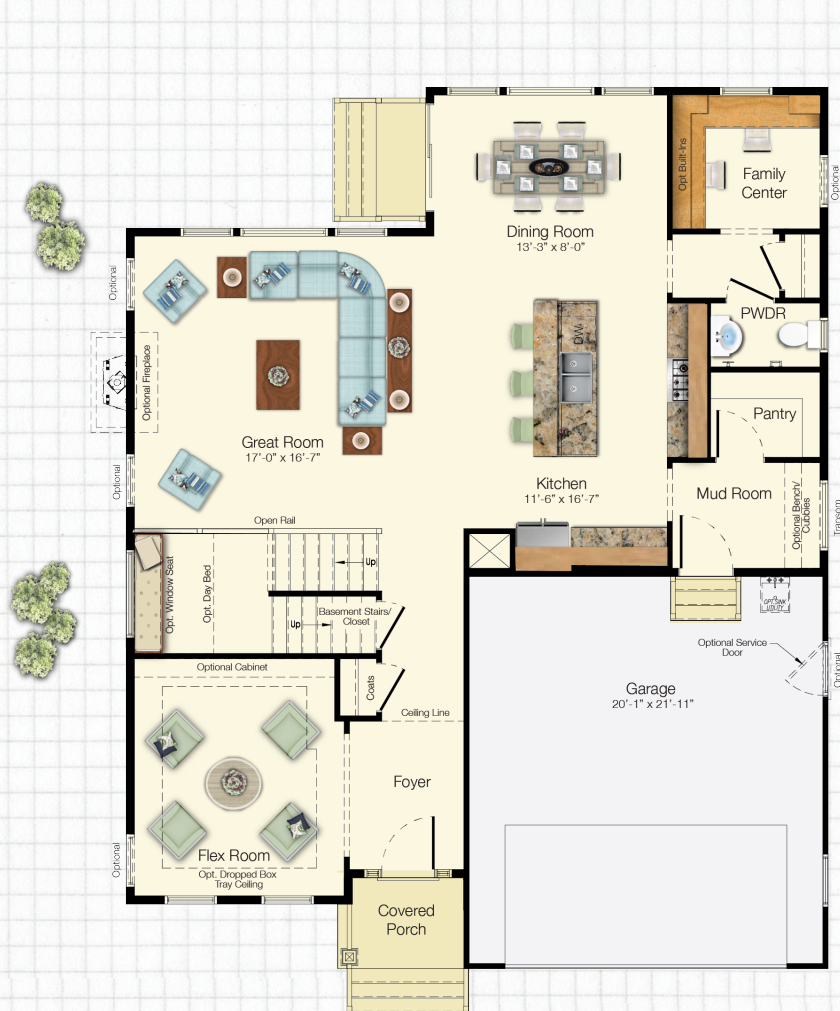 Opt Built-Ins
Family
Center
Optional
Dining Room
13'-3" x 8'-0"
Optional
PWDR
DW
Optional Fireplace
Pantry
Great Room
17'-0" x 16'-7"
Optional
Kitchen
11'-6" x 16'-7"
Mud Room
Optional Bench/
Cubbies
Transom
Open Rail
Up
Opt. Window Seat
Opt. Day Bed
Basement Stairs/
Closet
Up
OPT. SINK
UTILITY
Optional Service
Door
Optional
Optional Cabinet
Coats
Garage
20'-1" x 21'-11"
Ceiling Line
Foyer
Optional
Flex Room
Opt. Dropped Box
Tray Ceiling
Covered
Porch